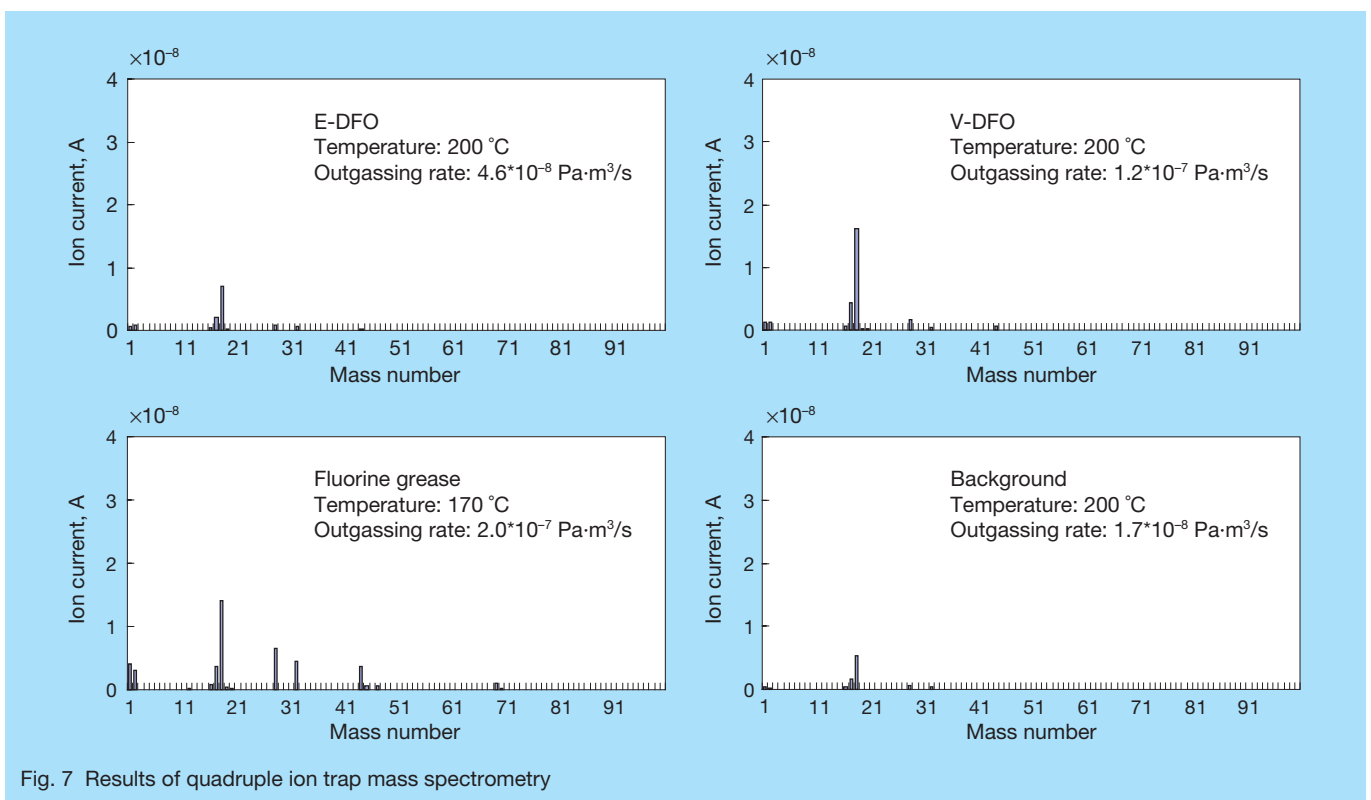 ×10⁻⁸
4
3
2
1
0
Ion current, A
E-DFO
Temperature: 200 ˚C
Outgassing rate: 4.6*10⁻⁸ Pa·m³/s
1 11 21 31 41 51 61 71 81 91
Mass number
×10⁻⁸
4
3
2
1
0
Ion current, A
V-DFO
Temperature: 200 ˚C
Outgassing rate: 1.2*10⁻⁷ Pa·m³/s
1 11 21 31 41 51 61 71 81 91
Mass number
×10⁻⁸
4
3
2
1
0
Ion current, A
Fluorine grease
Temperature: 170 ˚C
Outgassing rate: 2.0*10⁻⁷ Pa·m³/s
1 11 21 31 41 51 61 71 81 91
Mass number
×10⁻⁸
4
3
2
1
0
Ion current, A
Background
Temperature: 200 ˚C
Outgassing rate: 1.7*10⁻⁸ Pa·m³/s
1 11 21 31 41 51 61 71 81 91
Mass number
Fig. 7 Results of quadruple ion trap mass spectrometry